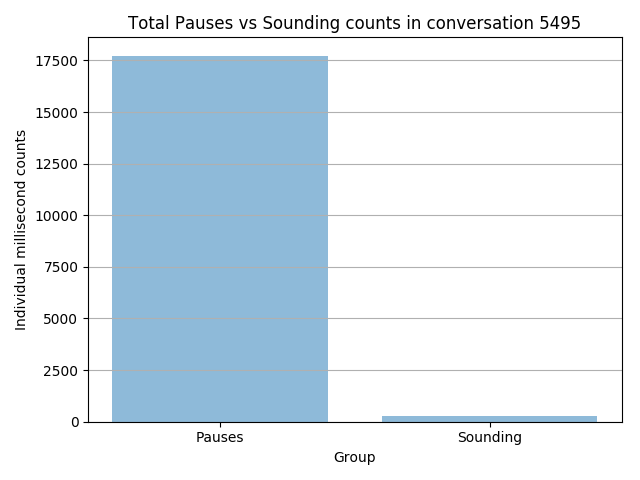 Total Pauses vs Sounding counts in conversation 5495
Individual millisecond counts
17500
15000
12500
10000
7500
5000
2500
0
Pauses
Sounding
Group